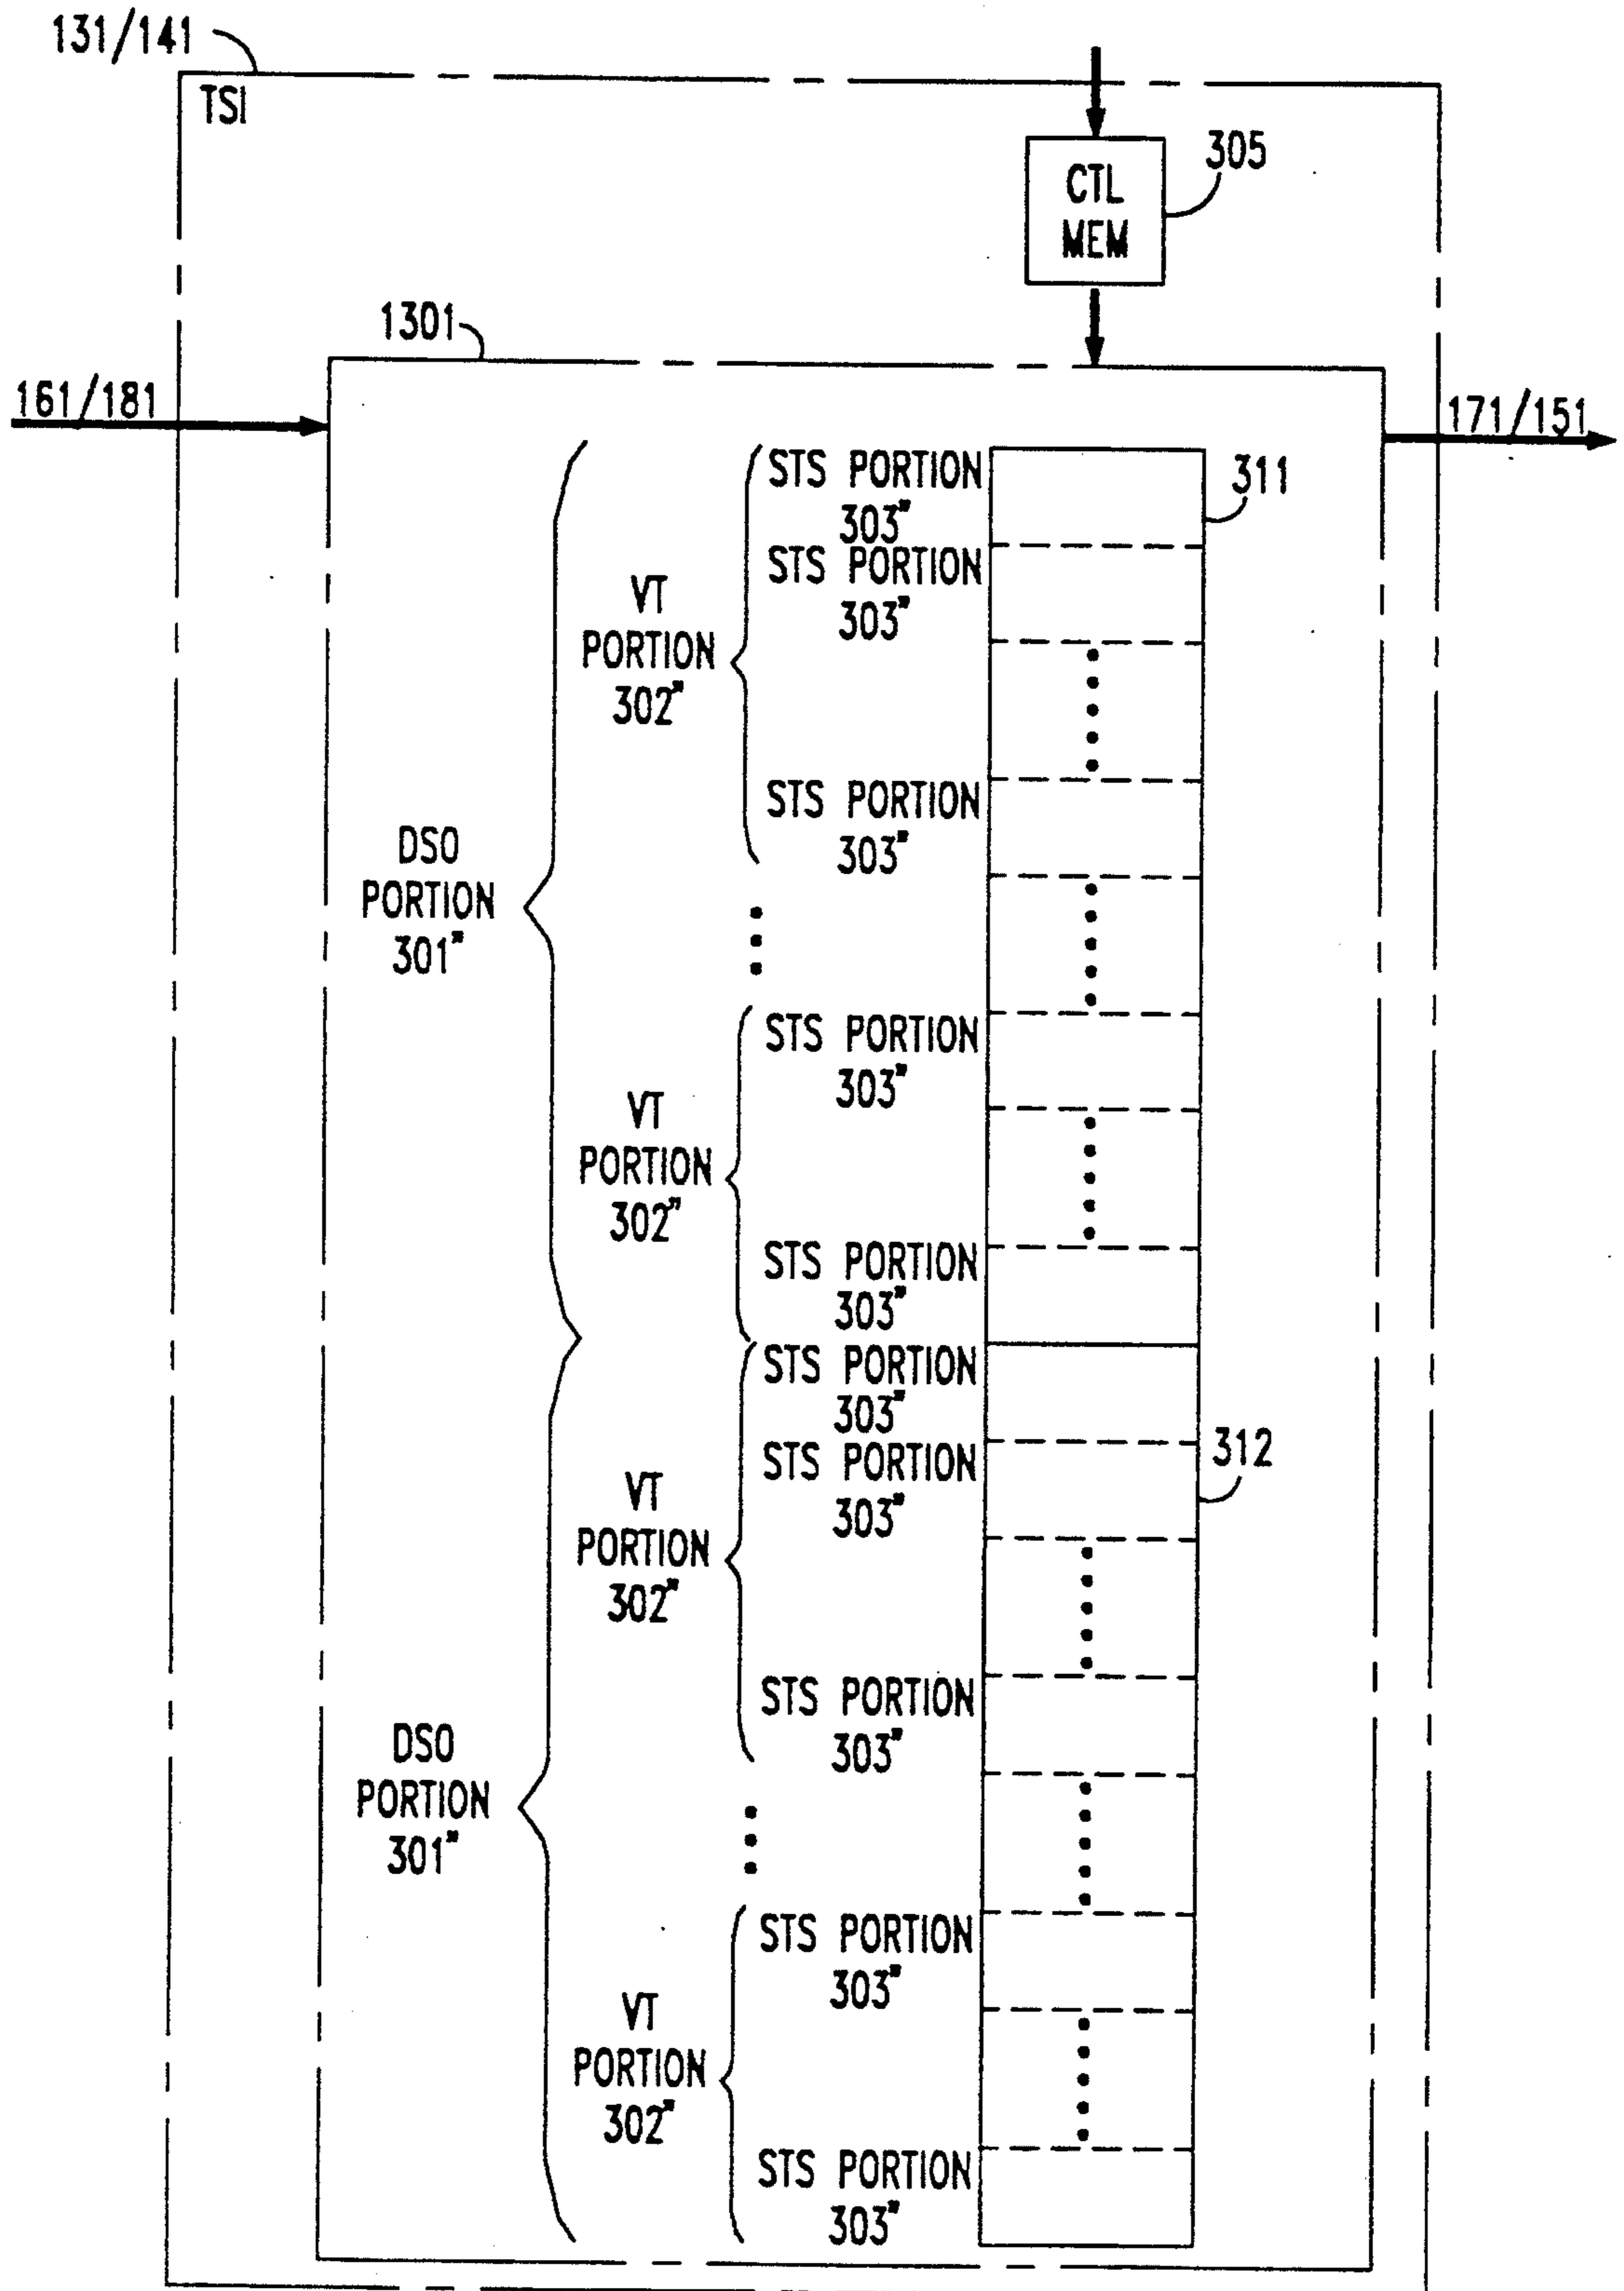 131/141
TSI
CTL
MEM
305
1301
161/181
171/151
STS PORTION
303"
311
STS PORTION
303"
VT
PORTION
302"
STS PORTION
303"
DS0
PORTION
301"
STS PORTION
303"
VT
PORTION
302"
STS PORTION
303"
STS PORTION
303"
STS PORTION
303"
312
VT
PORTION
302"
STS PORTION
303"
DS0
PORTION
301"
STS PORTION
303"
VT
PORTION
302"
STS PORTION
303"